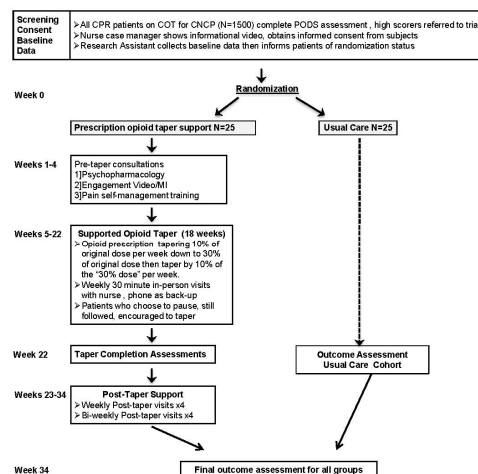 Screening
Consent
Baseline
Data
➢All CPR patients on COT for CNCP (N=1500) complete PODS assessment , high scorers referred to tria
➢Nurse case manager shows informational video, obtains informed consent from subjects
➢Research Assistant collects baseline data then informs patients of randomization status
Week 0
Randomization
Prescription opioid taper support N=25
Usual Care N=25
Weeks 1-4
Pre-taper consultations
1]Psychopharmacology
2]Engagement Video/MI
3]Pain self-management training
Weeks 5-22
Supported Opioid Taper (18 weeks)
➢ Opioid prescription tapering 10% of
original dose per week down to 30%
of original dose then taper by 10% of
the "30% dose" per week.
➢Weekly 30 minute in-person visits
with nurse , phone as back-up
➢Patients who choose to pause, still
followed, encouraged to taper
Week 22
Taper Completion Assessments
Outcome Assessment
Usual Care Cohort
Weeks 23-34
Post-Taper Support
➢Weekly Post-taper visits x4
➢Bi-weekly Post-taper visits x4
Week 34
Final outcome assessment for all groups